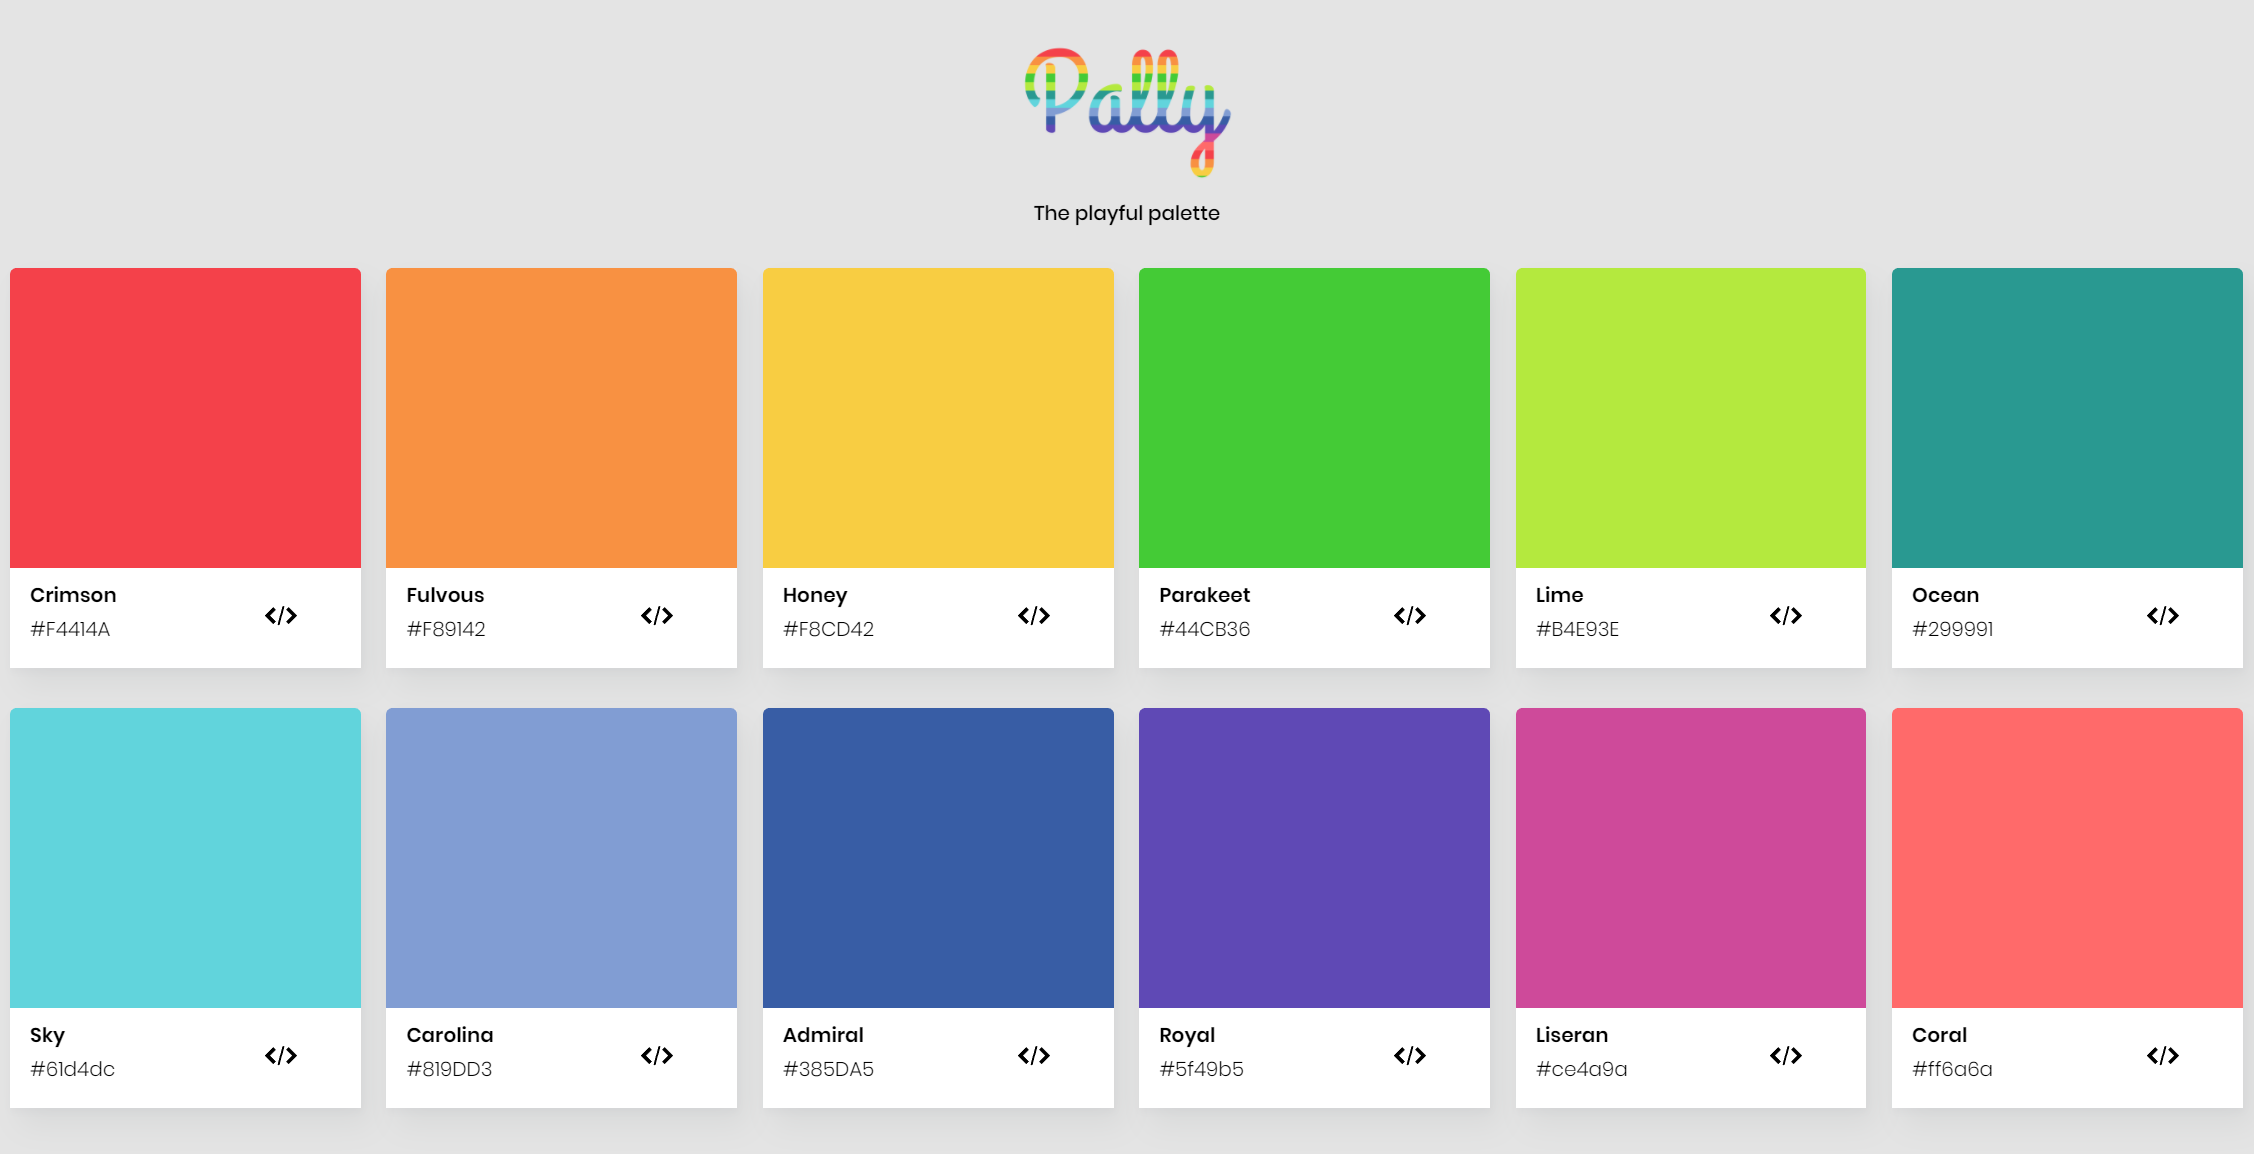 Pally
The playful palette
Crimson
#F4414A
Fulvous
#F89142
Honey
#F8CD42
Parakeet
#44CB36
Lime
#B4E93E
Ocean
#299991
Sky
#61d4dc
Carolina
#819DD3
Admiral
#385DA5
Royal
#5f49b5
Liseran
#ce4a9a
Coral
#ff6a6a